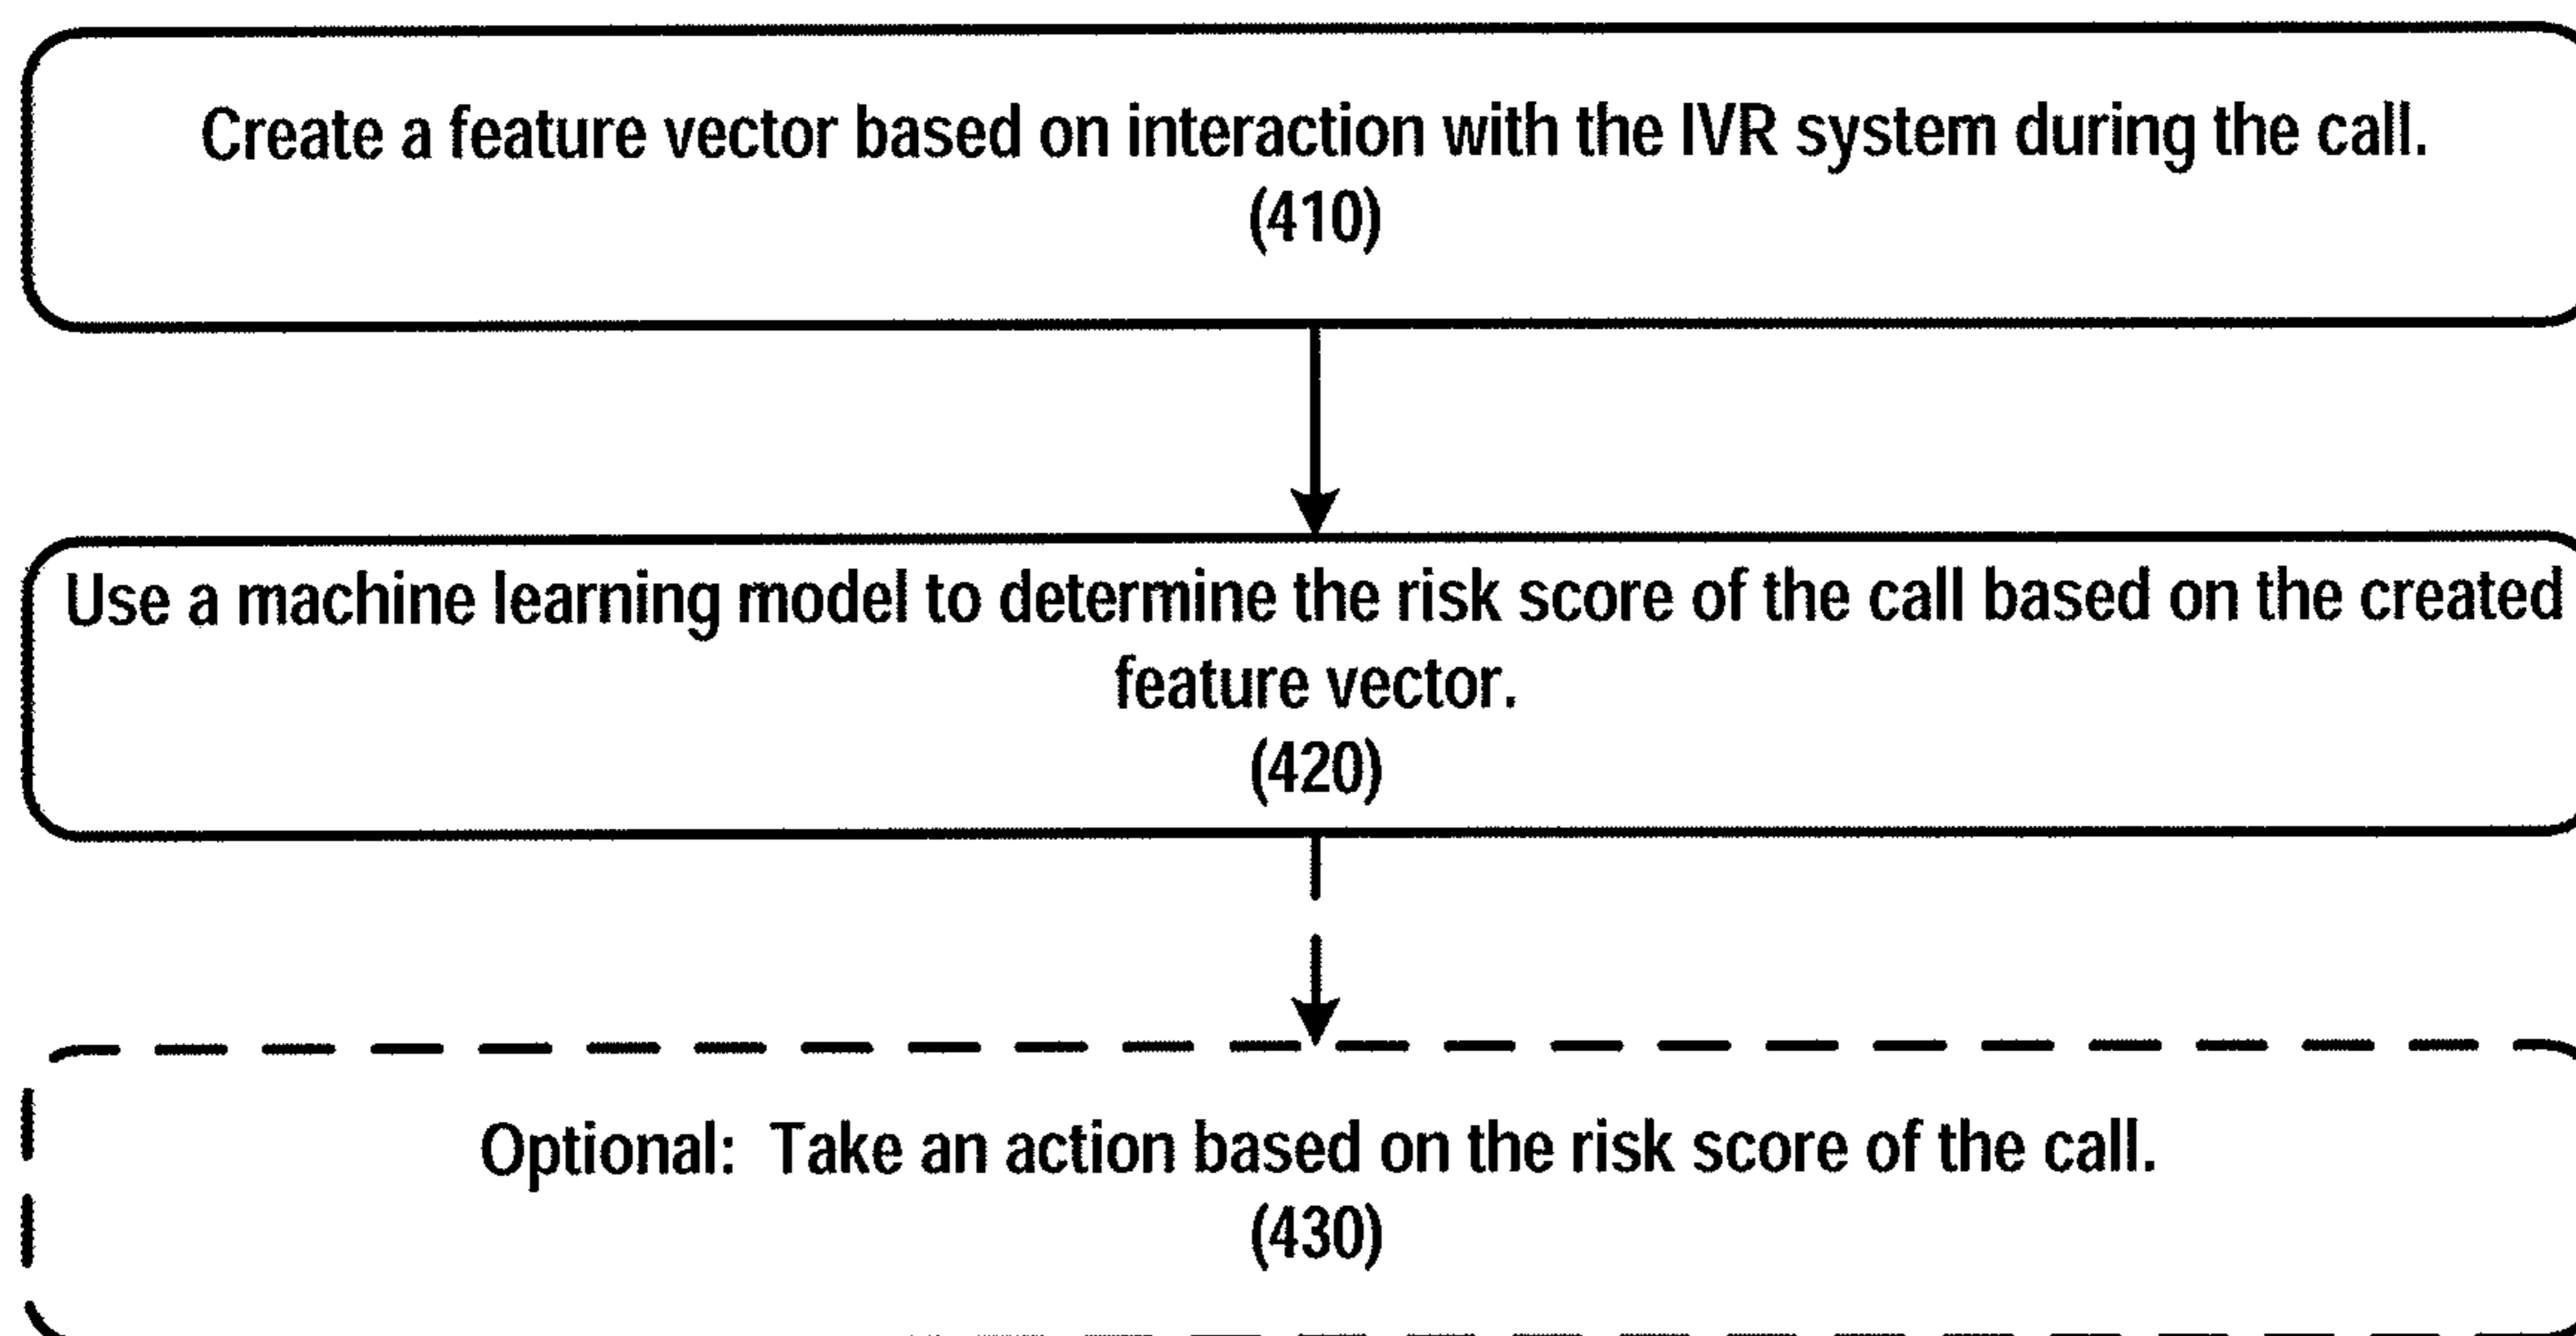 Create a feature vector based on interaction with the IVR system during the call.
(410)
Use a machine learning model to determine the risk score of the call based on the created
feature vector.
(420)
Optional: Take an action based on the risk score of the call.
(430)